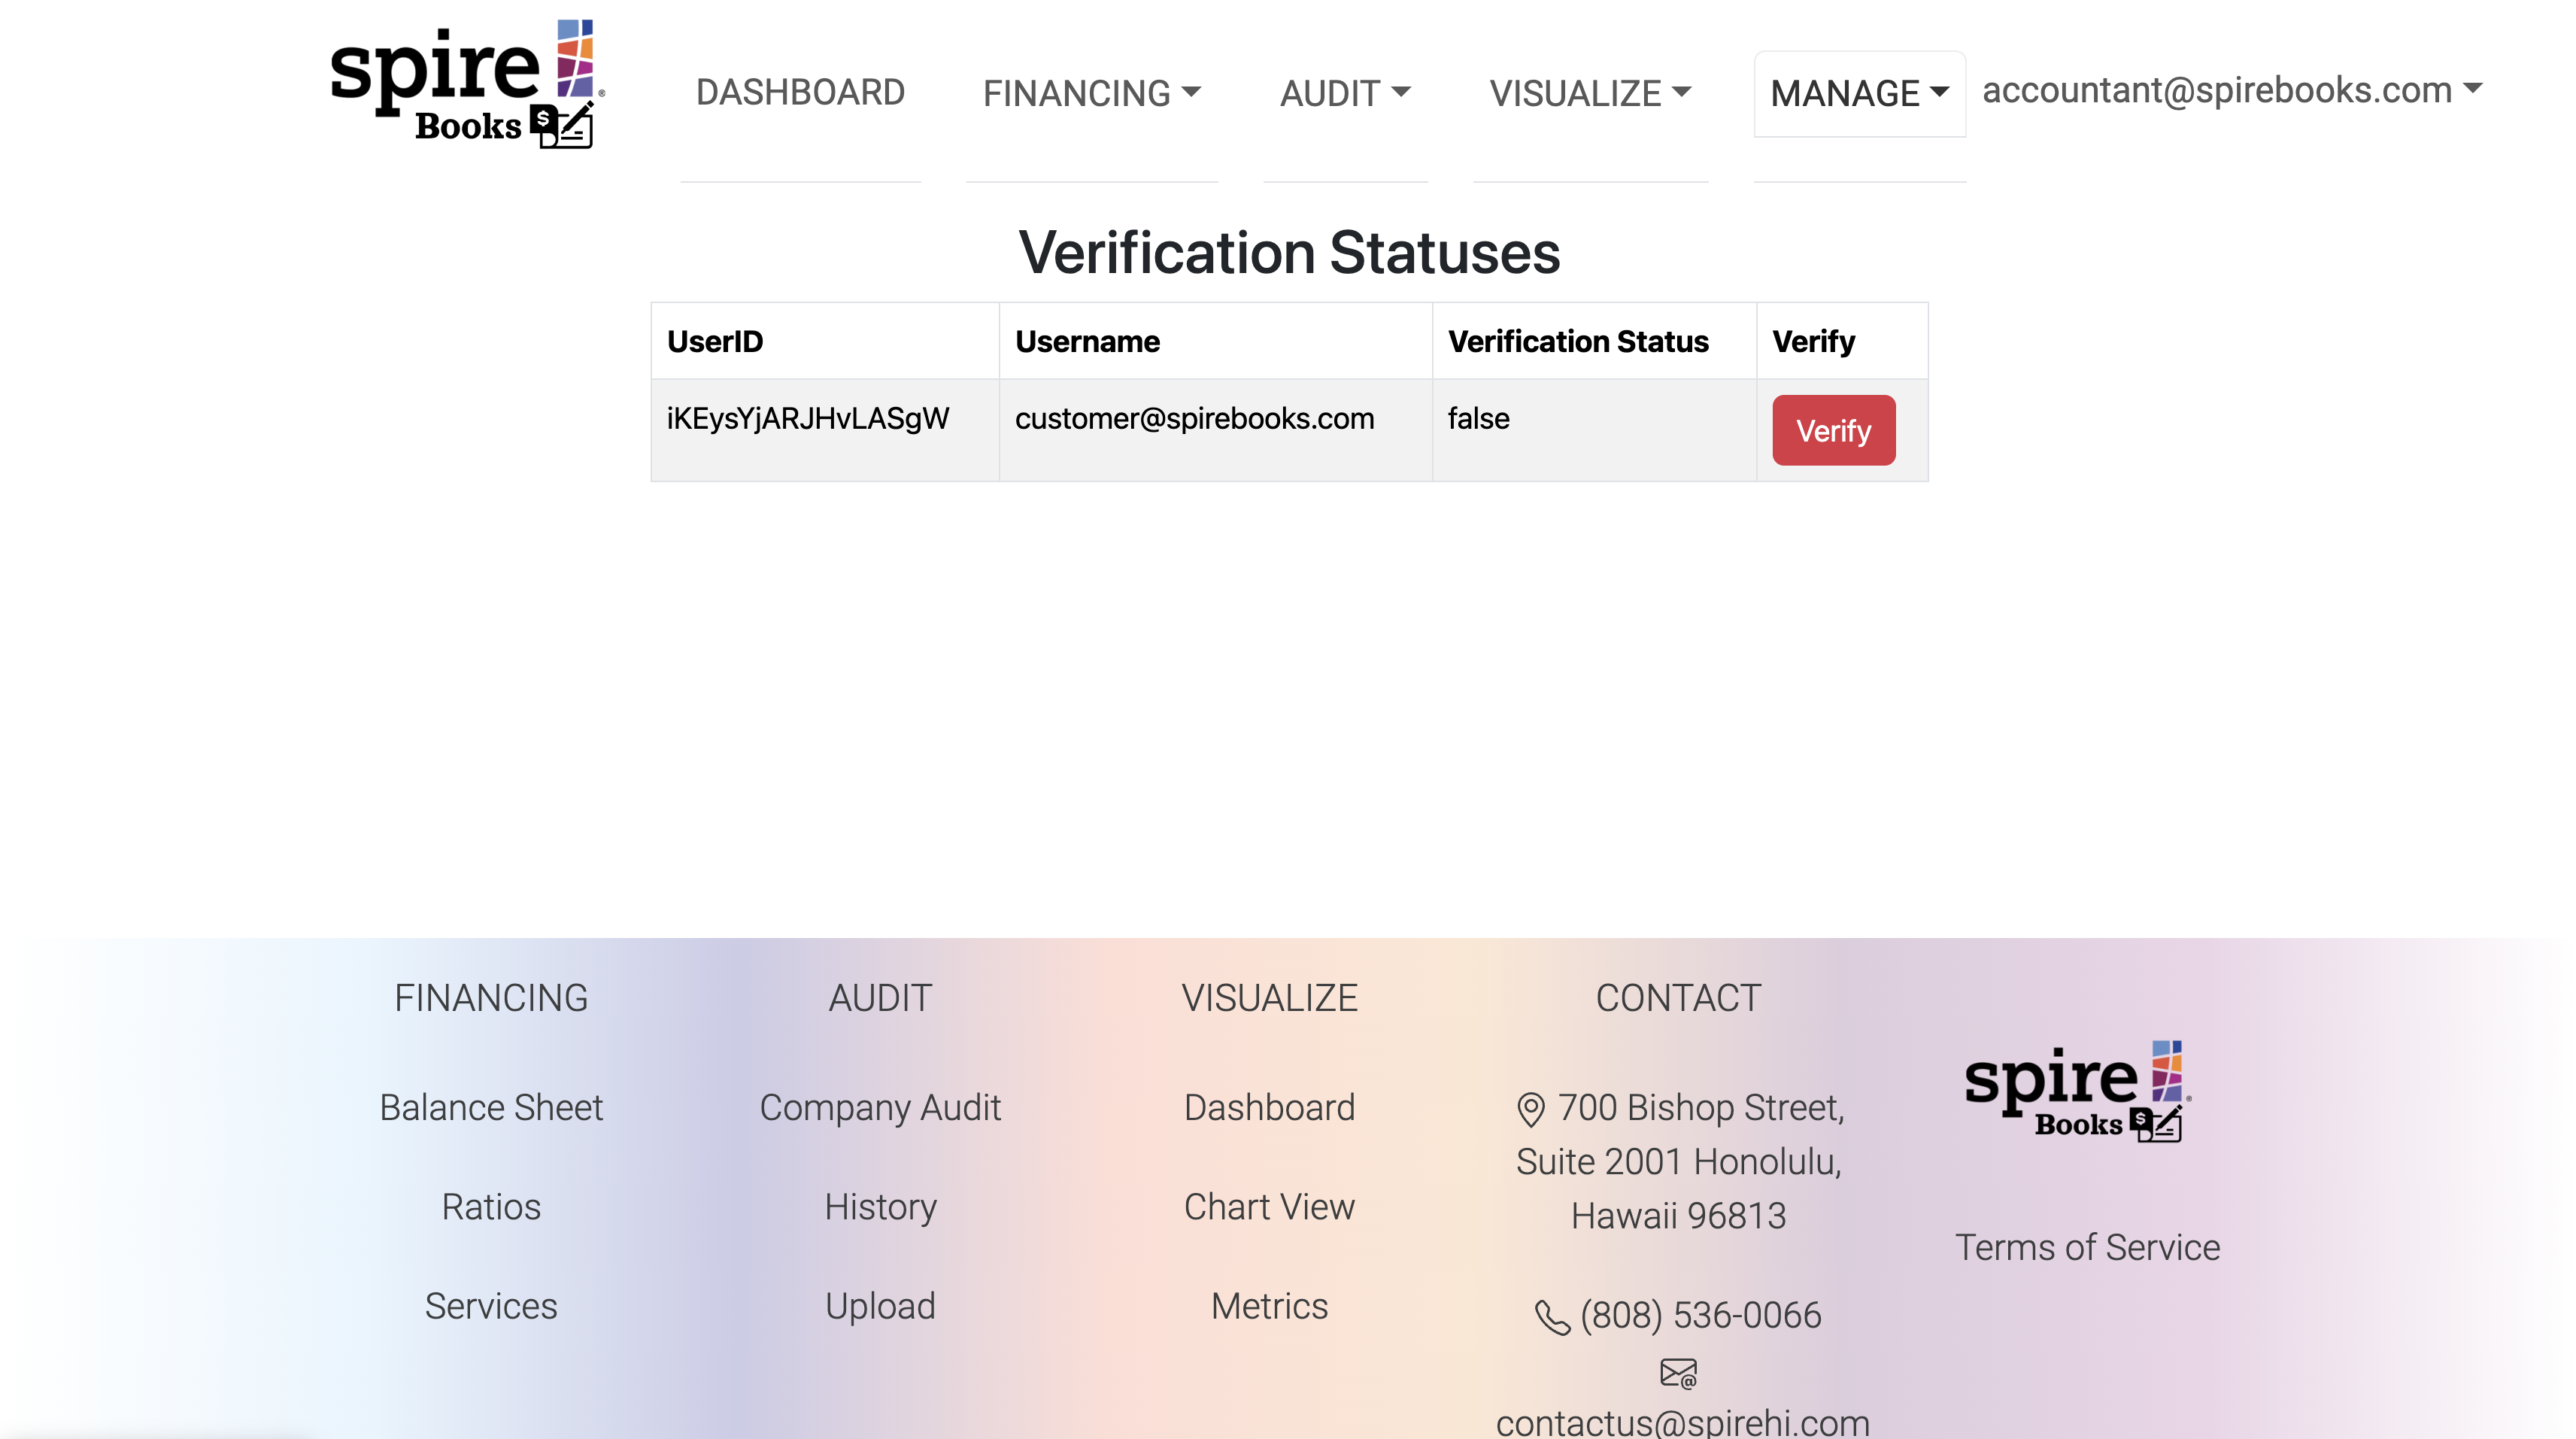 spire
Books
DASHBOARD
FINANCING
AUDIT
VISUALIZE
MANAGE
accountant@spirebooks.com
Verification Statuses
UserID Username Verification Status Verify
iKEysYjARJHvLASgW customer@spirebooks.com false Verify
FINANCING
Balance Sheet
Ratios
Services
AUDIT
Company Audit
History
Upload
VISUALIZE
Dashboard
Chart View
Metrics
CONTACT
700 Bishop Street,
Suite 2001 Honolulu,
Hawaii 96813
(808) 536-0066
contactus@spirehi.com
spire
Books
Terms of Service